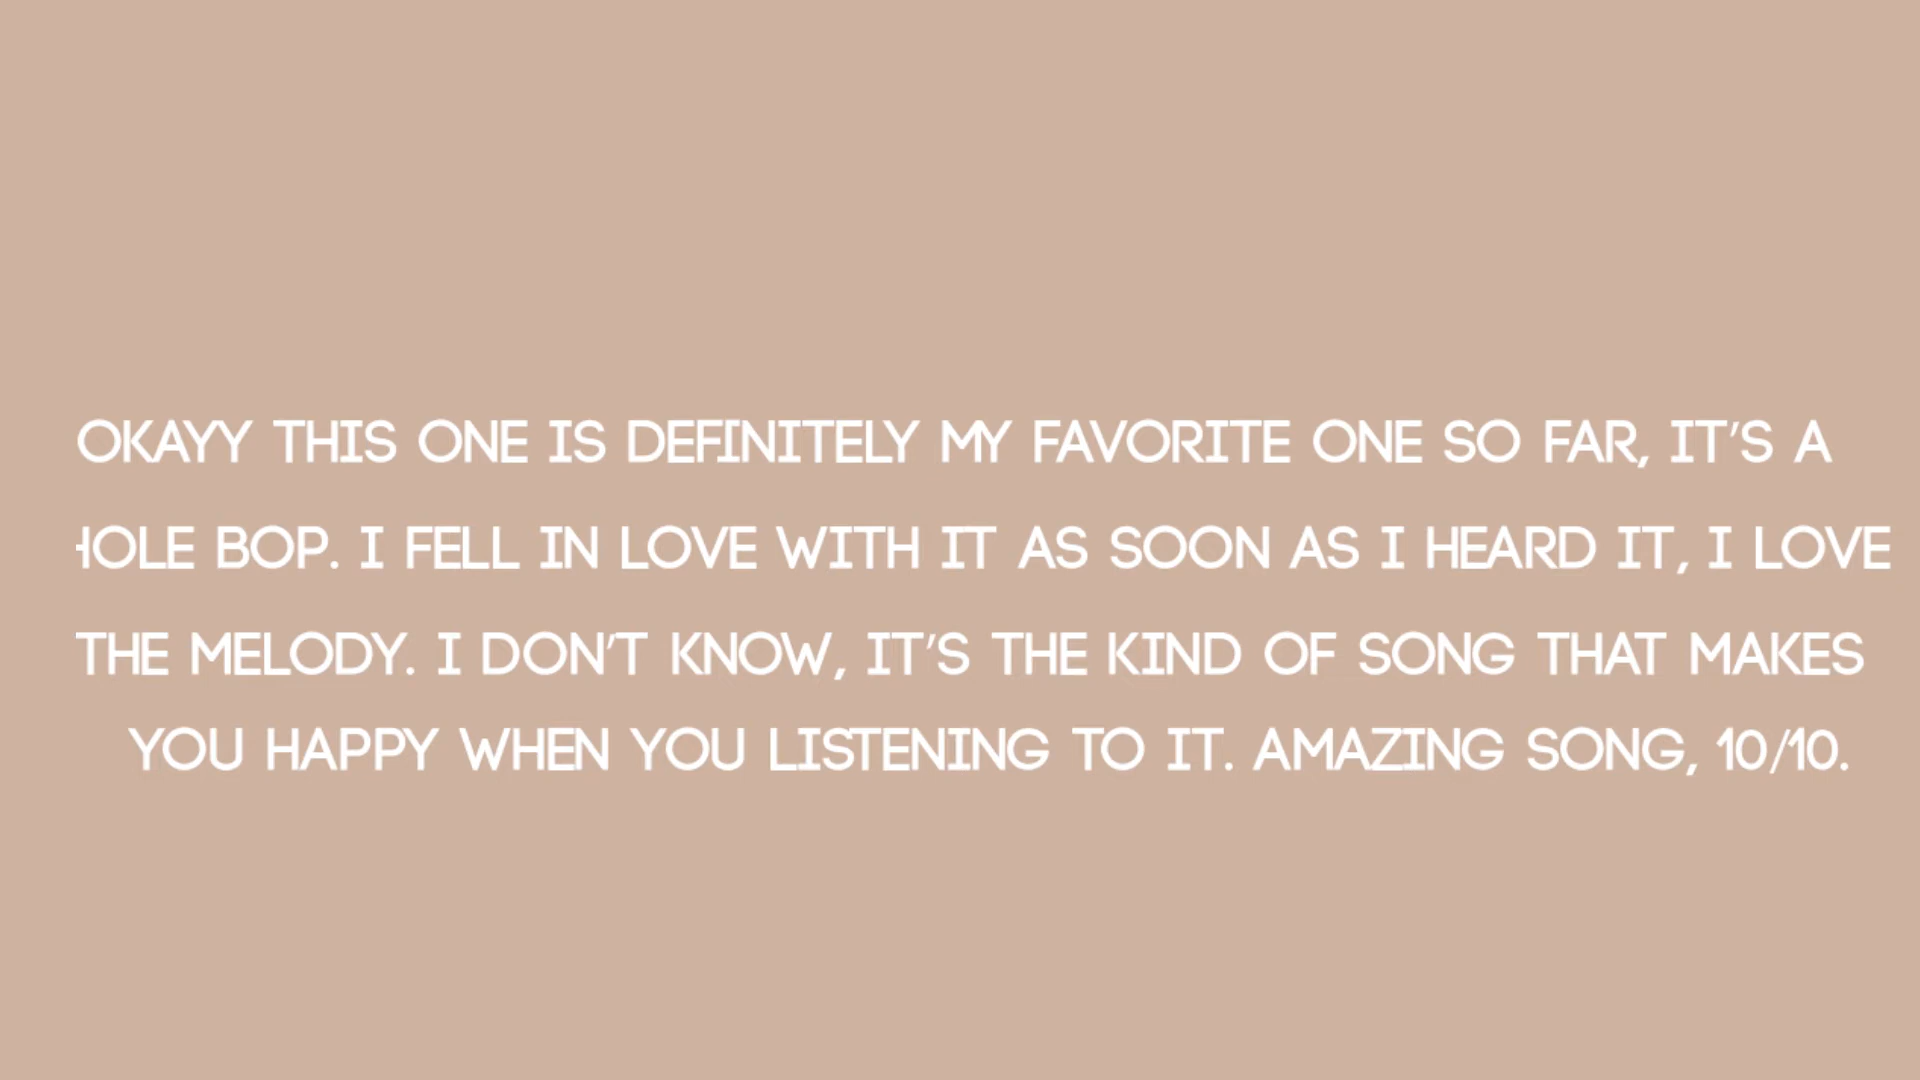 OKAYY THIS ONE IS DEFINITELY MY FAVORITE ONE SO FAR, IT'S A
HOLE BOP. I FELL IN LOVE WITH IT AS SOON AS I HEARD IT, I LOVE
THE MELODY. I DON'T KNOW, IT'S THE KIND OF SONG THAT MAKES
YOU HAPPY WHEN YOU LISTENING TO IT. AMAZING SONG, 10/10.